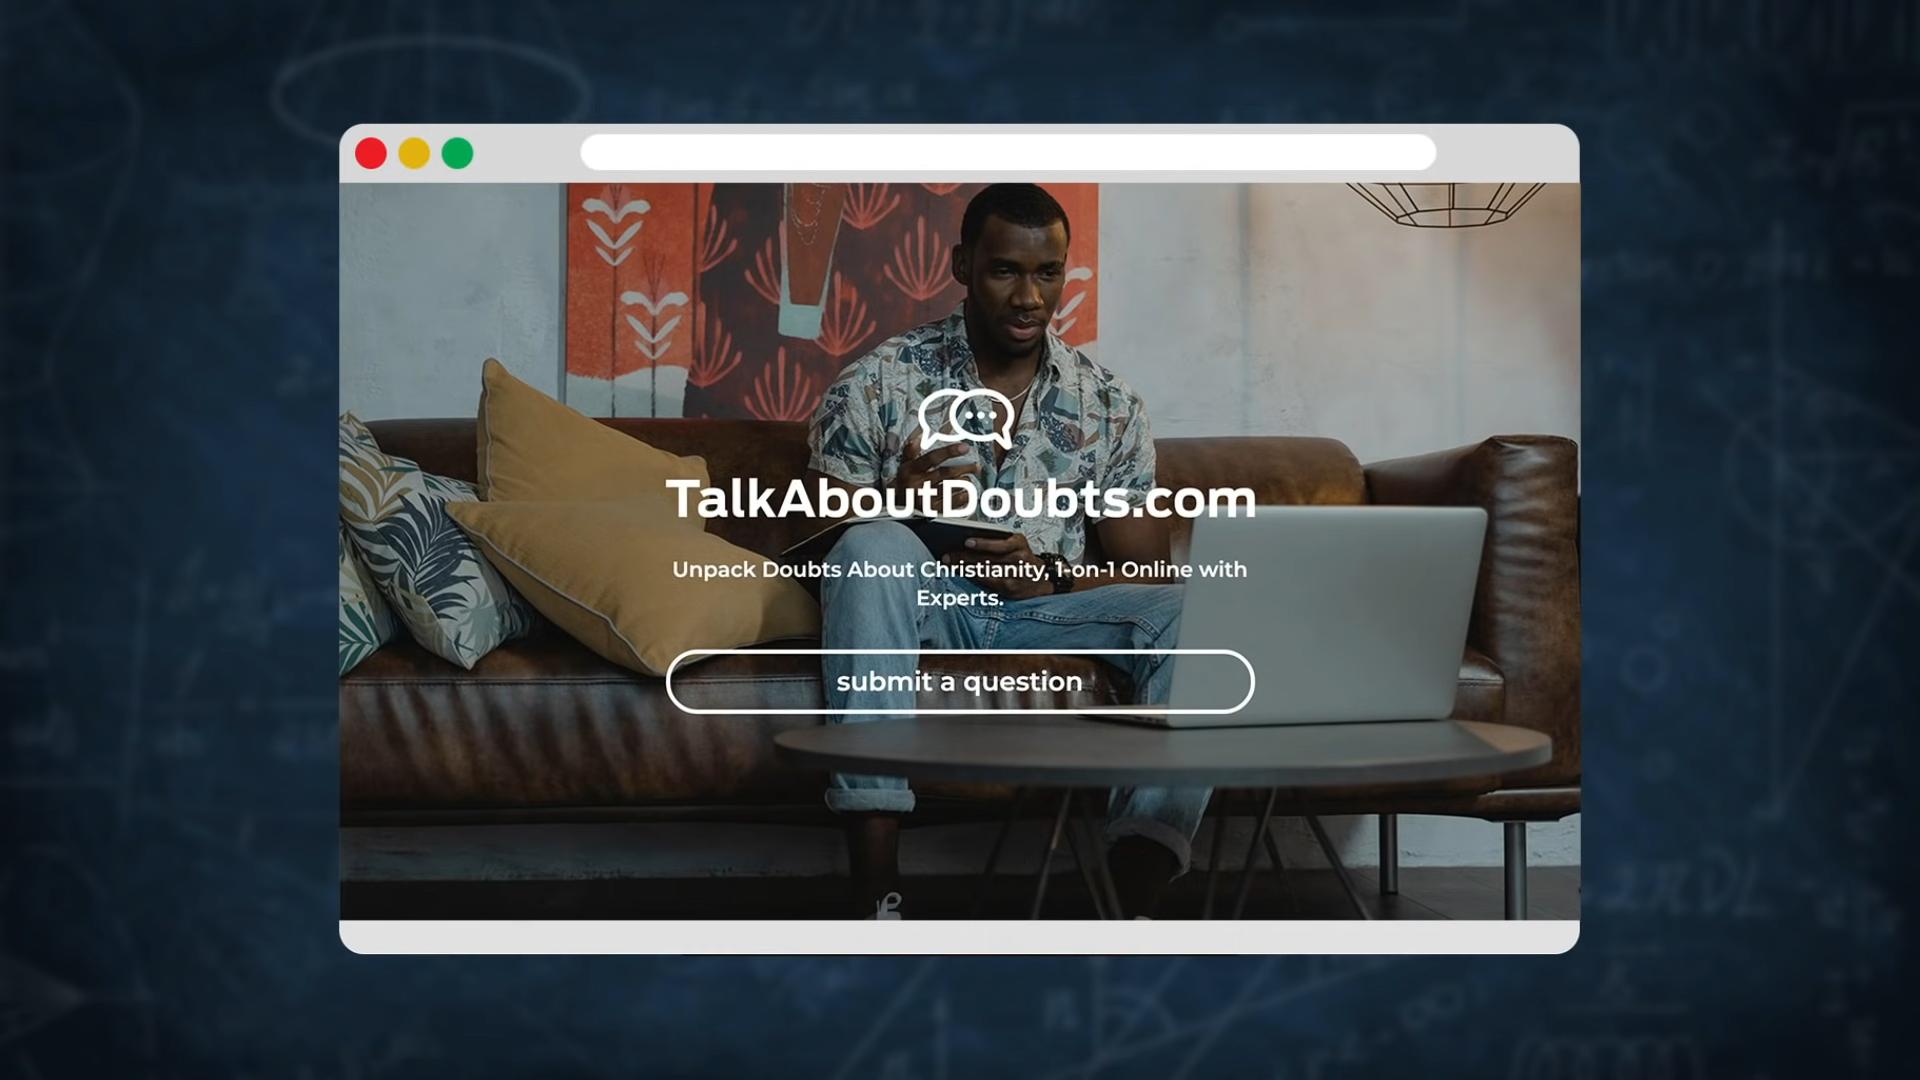 TalkAboutDoubts.com
Unpack Doubts About Christianity, 1-on-1 Online with
Experts.
submit a question